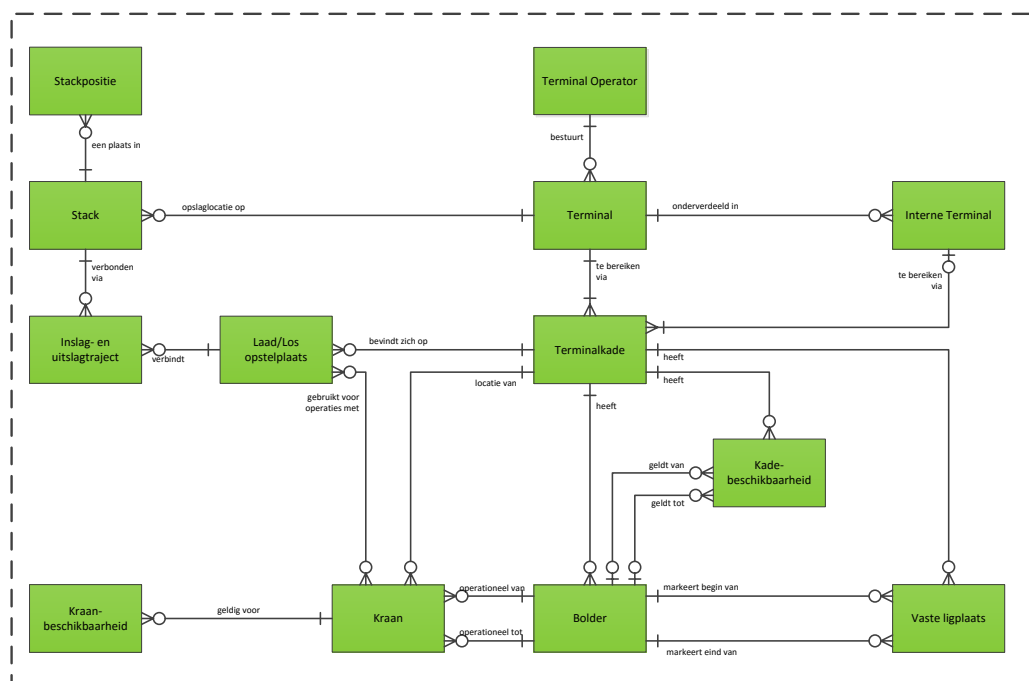 Stackpositie
Terminal Operator
bestuurt
een plaats in
Stack
opslaglocatie op
Terminal
onderverdeeld in
Interne Terminal
verbonden
via
te bereiken
via
te bereiken
via
Inslag- en
uitslagtraject
verbindt
Laad/Los
opstelplaats
bevindt zich op
Terminalkade
heeft
heeft
locatie van
gebruikt voor
operaties met
heeft
geldt van
geldt tot
Kade-
beschikbaarheid
Kraan-
beschikbaarheid
geldig voor
Kraan
operationeel van
operationeel tot
Bolder
markeert begin van
markeert eind van
Vaste ligplaats